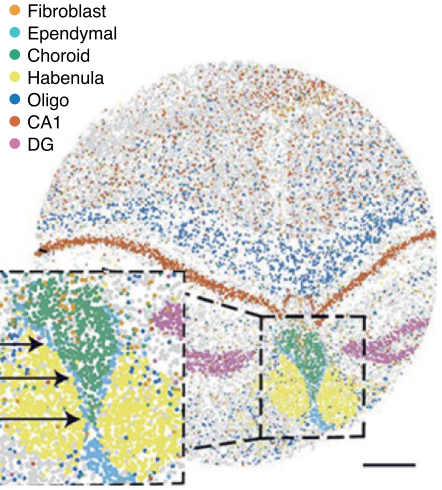 Fibroblast
Ependymal
Choroid
Habenula
Oligo
CA1
DG